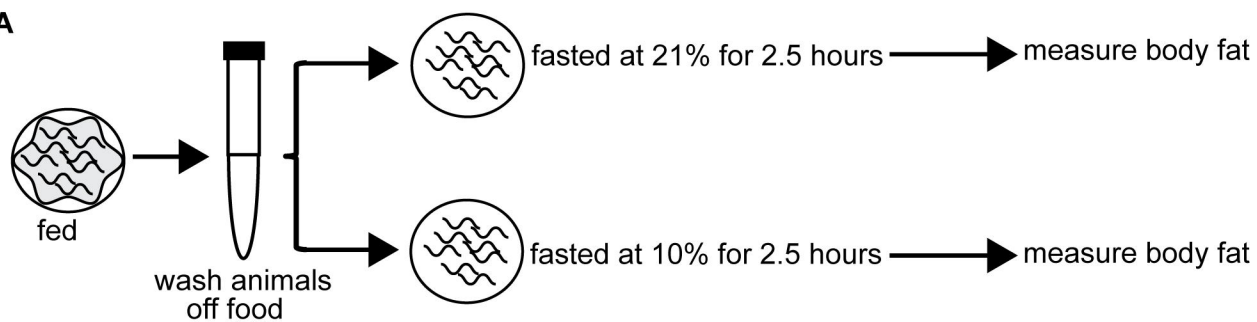 A
fasted at 21% for 2.5 hours
measure body fat
fed
wash animals
off food
fasted at 10% for 2.5 hours
measure body fat